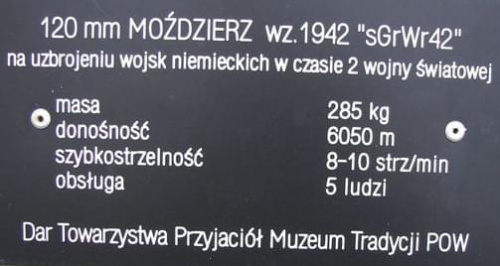 120 mm MOŹDZIERZ wz.1942 "sGrWr42"
na uzbrojeniu wojsk niemieckich w czasie 2 wojny światowej
masa 285 kg
donośność 6050 m
szybkostrzelność 8-10 strz/min
obsługa 5 ludzi
Dar Towarzystwa Przyjaciół Muzeum Tradycji POW